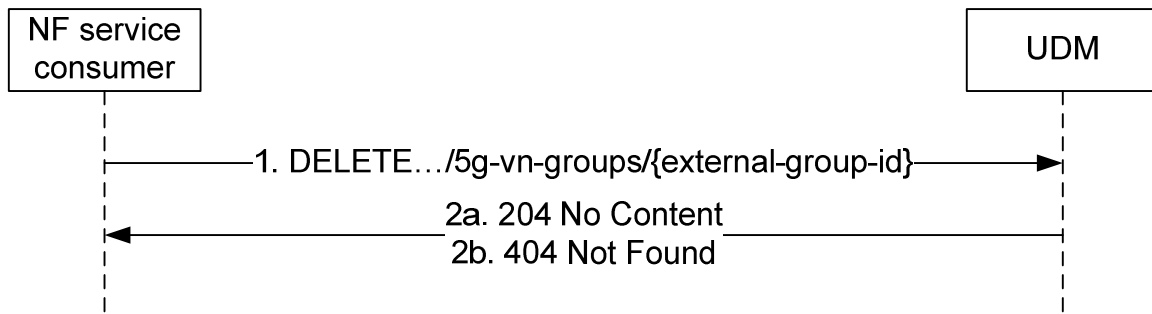 NF service
consumer
UDM
1. DELETE…/5g-vn-groups/{external-group-id}
2a. 204 No Content
2b. 404 Not Found